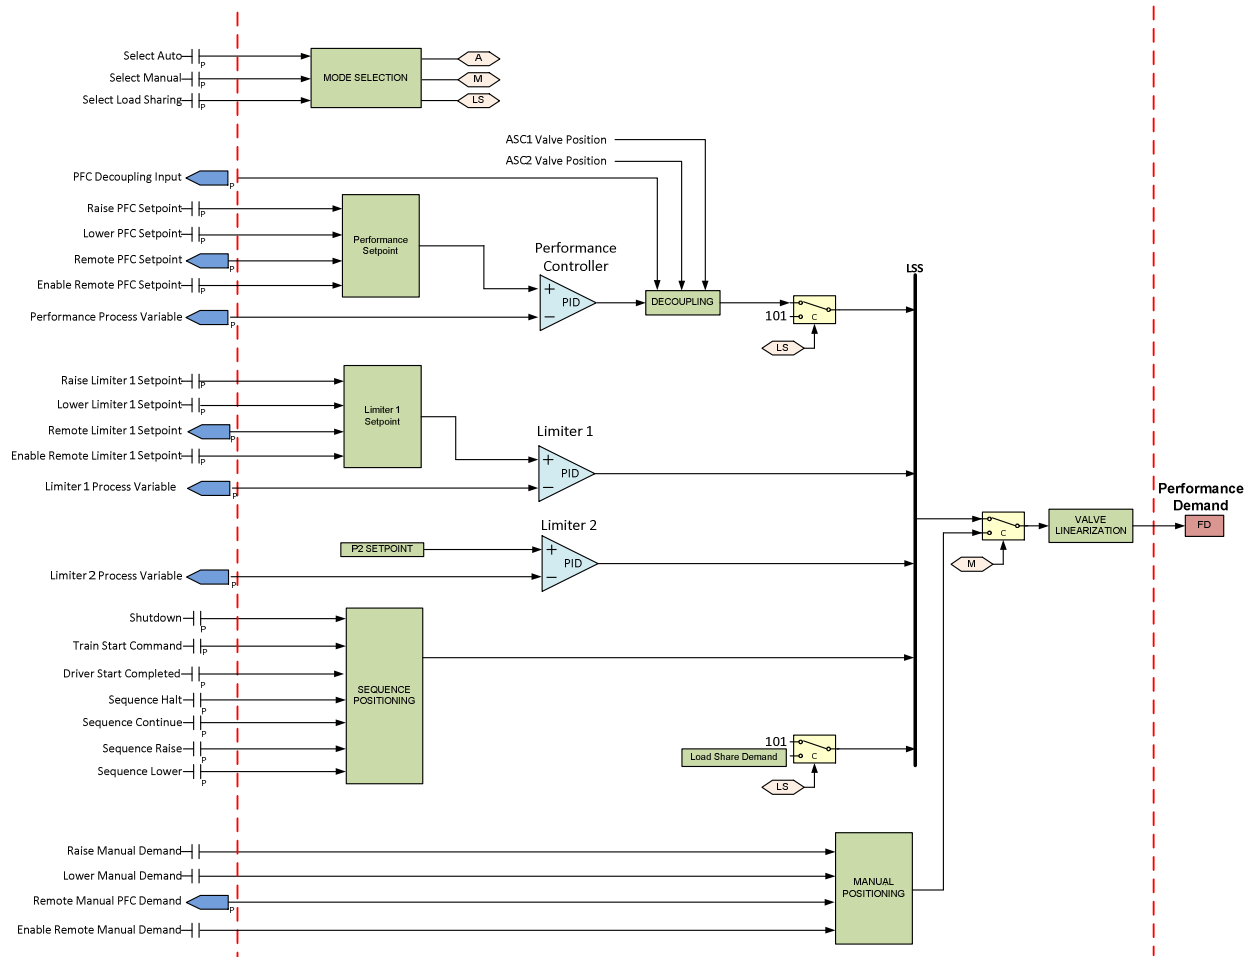 Select Auto
P
Select Manual
P
Select Load Sharing
P
MODE SELECTION
A
M
LS
ASC1 Valve Position
ASC2 Valve Position
PFC Decoupling Input
P
Raise PFC Setpoint
P
Lower PFC Setpoint
P
Remote PFC Setpoint
P
Enable Remote PFC Setpoint
P
Performance Process Variable
P
Performance
Setpoint
Performance
Controller
+
PID
−
DECOUPLING
101
C
LS
LSS
Raise Limiter 1 Setpoint
P
Lower Limiter 1 Setpoint
P
Remote Limiter 1 Setpoint
P
Enable Remote Limiter 1 Setpoint
P
Limiter 1 Process Variable
P
Limiter 1
Setpoint
Limiter 1
+
PID
−
Limiter 2
P2 SETPOINT
+
PID
−
Limiter 2 Process Variable
P
C
M
VALVE
LINEARIZATION
Performance
Demand
FD
Shutdown
P
Train Start Command
P
Driver Start Completed
P
Sequence Halt
P
Sequence Continue
P
Sequence Raise
P
Sequence Lower
P
SEQUENCE
POSITIONING
101
Load Share Demand
C
LS
Raise Manual Demand
Lower Manual Demand
Remote Manual PFC Demand
P
Enable Remote Manual Demand
MANUAL
POSITIONING